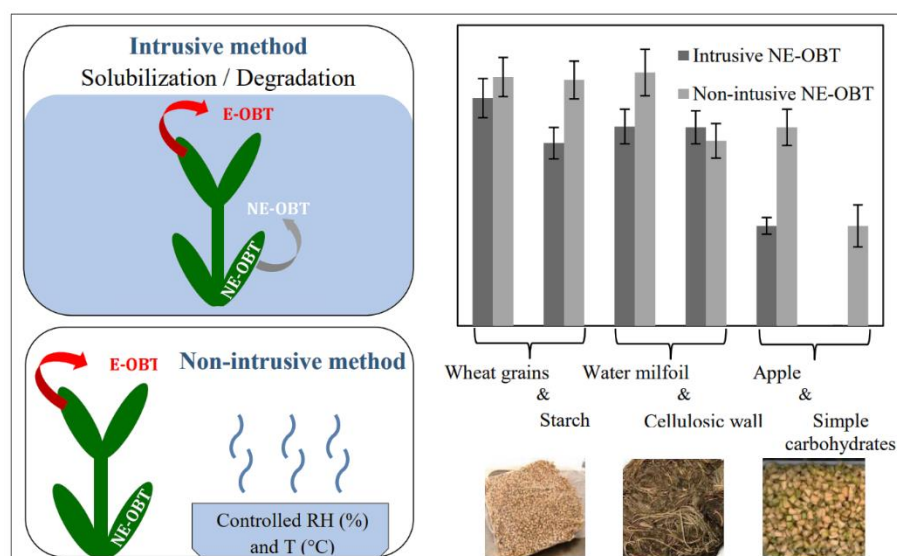 Intrusive method
Solubilization / Degradation
E-OBT
NE-OBT
NE-OBT
E-OBT
Non-intrusive method
NE-OBT
Controlled RH (%)
and T (°C)
Intrusive NE-OBT
Non-intusive NE-OBT
Wheat grains
&
Starch
Water milfoil
&
Cellulosic wall
Apple
&
Simple
carbohydrates